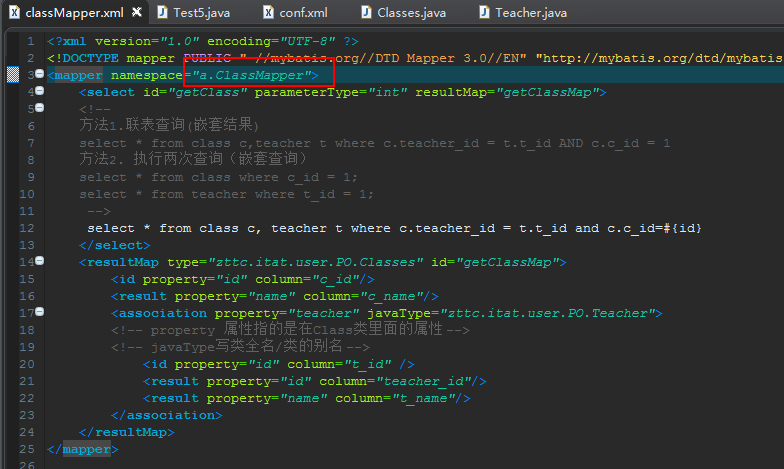 classMapper.xml Test5.java conf.xml Classes.java Teacher.java
1 <?xml version="1.0" encoding="UTF-8" ?>
2 <!DOCTYPE mapper PUBLIC "-//mybatis.org//DTD Mapper 3.0//EN" "http://mybatis.org/dtd/mybatis
3 <mapper namespace="a.ClassMapper">
4 <select id="getClass" parameterType="int" resultMap="getClassMap">
5 <!--
6 方法1.联表查询(嵌套结果)
7 select * from class c,teacher t where c.teacher_id = t.t_id AND c.c_id = 1
8 方法2. 执行两次查询（嵌套查询）
9 select * from class where c_id = 1;
10 select * from teacher where t_id = 1;
11 -->
12 select * from class c, teacher t where c.teacher_id = t.t_id and c.c_id=#{id}
13 </select>
14 <resultMap type="zttc.itat.user.PO.Classes" id="getClassMap">
15 <id property="id" column="c_id"/>
16 <result property="name" column="c_name"/>
17 <association property="teacher" javaType="zttc.itat.user.PO.Teacher">
18 <!-- property 属性指的是在Class类里面的属性 -->
19 <!-- javaType写类全名/类的别名 -->
20 <id property="id" column="t_id" />
21 <result property="id" column="teacher_id"/>
22 <result property="name" column="t_name"/>
23 </association>
24 </resultMap>
25 </mapper>
26